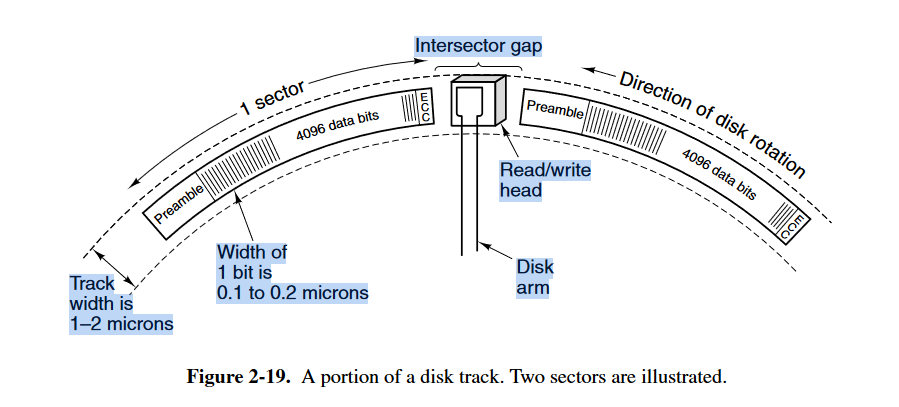 Intersector gap
1 sector
Direction of disk rotation
Preamble
4096 data bits
E
C
C
Preamble
4096 data bits
E
C
C
Read/write
head
Width of
1 bit is
0.1 to 0.2 microns
Disk
arm
Track
width is
1–2 microns
Figure 2-19. A portion of a disk track. Two sectors are illustrated.